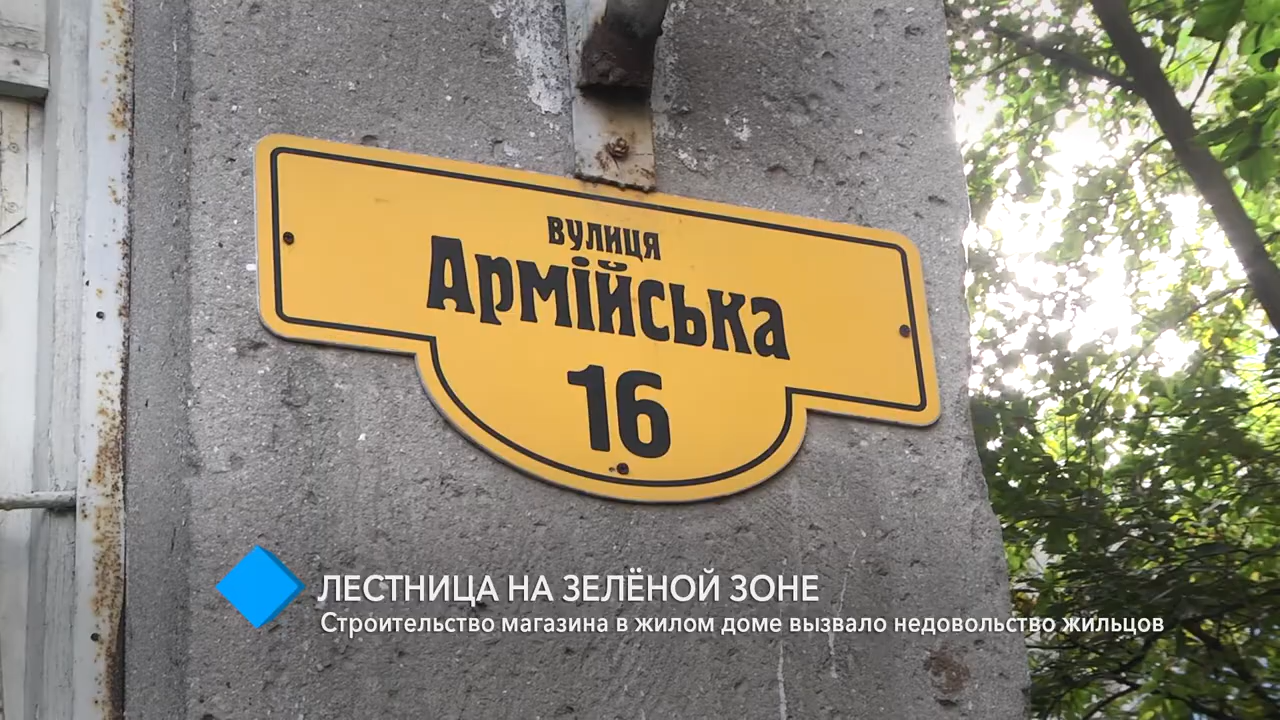 вулиця
Армійська
16
ЛЕСТНИЦА НА ЗЕЛЁНОЙ ЗОНЕ
Строительство магазина в жилом доме вызвало недовольство жильцов